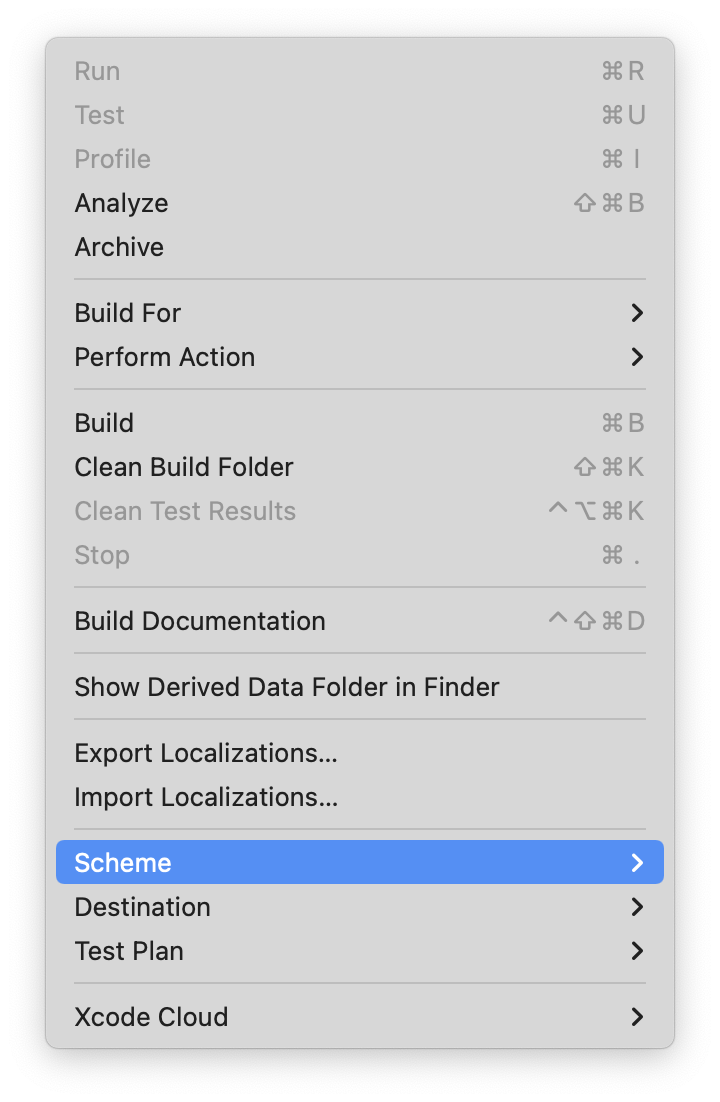 Run ⌘R
Test ⌘U
Profile ⌘I
Analyze ⇧⌘B
Archive
Build For
Perform Action
Build ⌘B
Clean Build Folder ⇧⌘K
Clean Test Results ^⌥⌘K
Stop ⌘.
Build Documentation ^⇧⌘D
Show Derived Data Folder in Finder
Export Localizations...
Import Localizations...
Scheme
Destination
Test Plan
Xcode Cloud